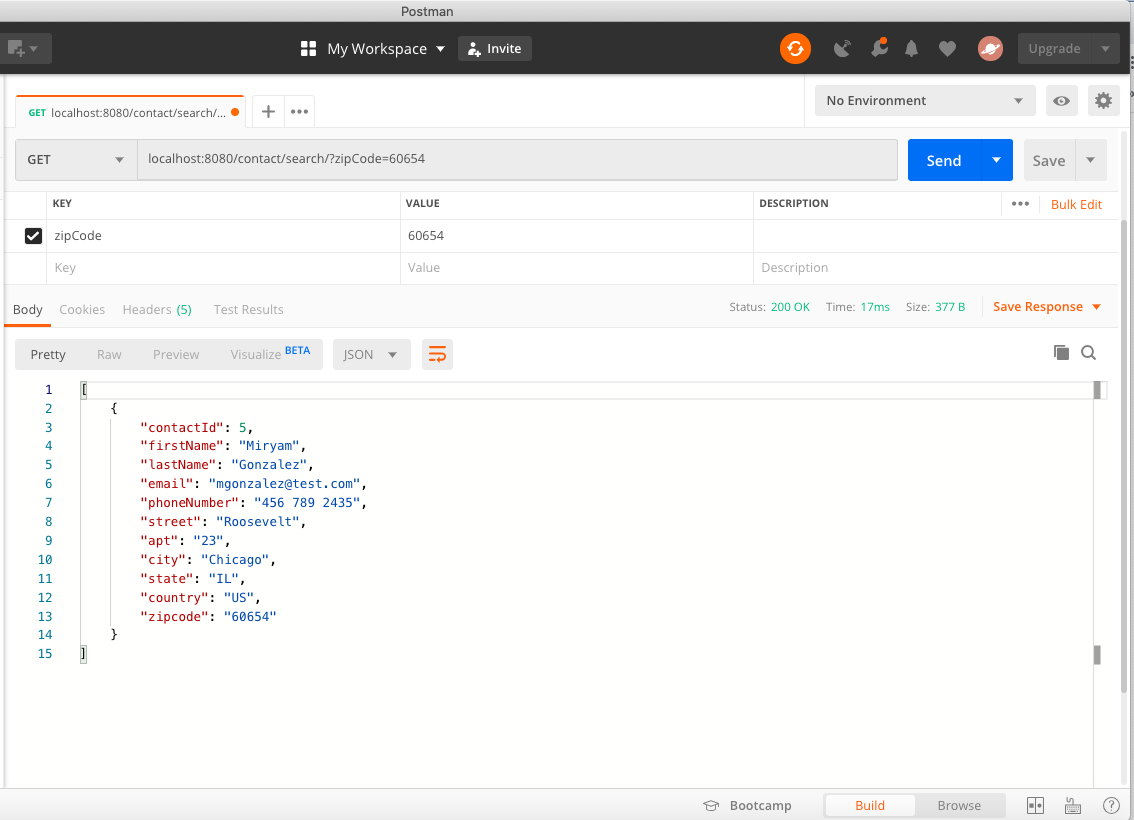 Postman
My Workspace Invite Upgrade
GET localhost:8080/contact/search/... No Environment
GET localhost:8080/contact/search/?zipCode=60654 Send Save
KEY VALUE DESCRIPTION Bulk Edit
zipCode 60654
Key Value Description
Body Cookies Headers (5) Test Results Status: 200 OK Time: 17ms Size: 377 B Save Response
Pretty Raw Preview Visualize BETA JSON
1 [
2 {
3 "contactId": 5,
4 "firstName": "Miryam",
5 "lastName": "Gonzalez",
6 "email": "mgonzalez@test.com",
7 "phoneNumber": "456 789 2435",
8 "street": "Roosevelt",
9 "apt": "23",
10 "city": "Chicago",
11 "state": "IL",
12 "country": "US",
13 "zipcode": "60654"
14 }
15 ]
Bootcamp Build Browse